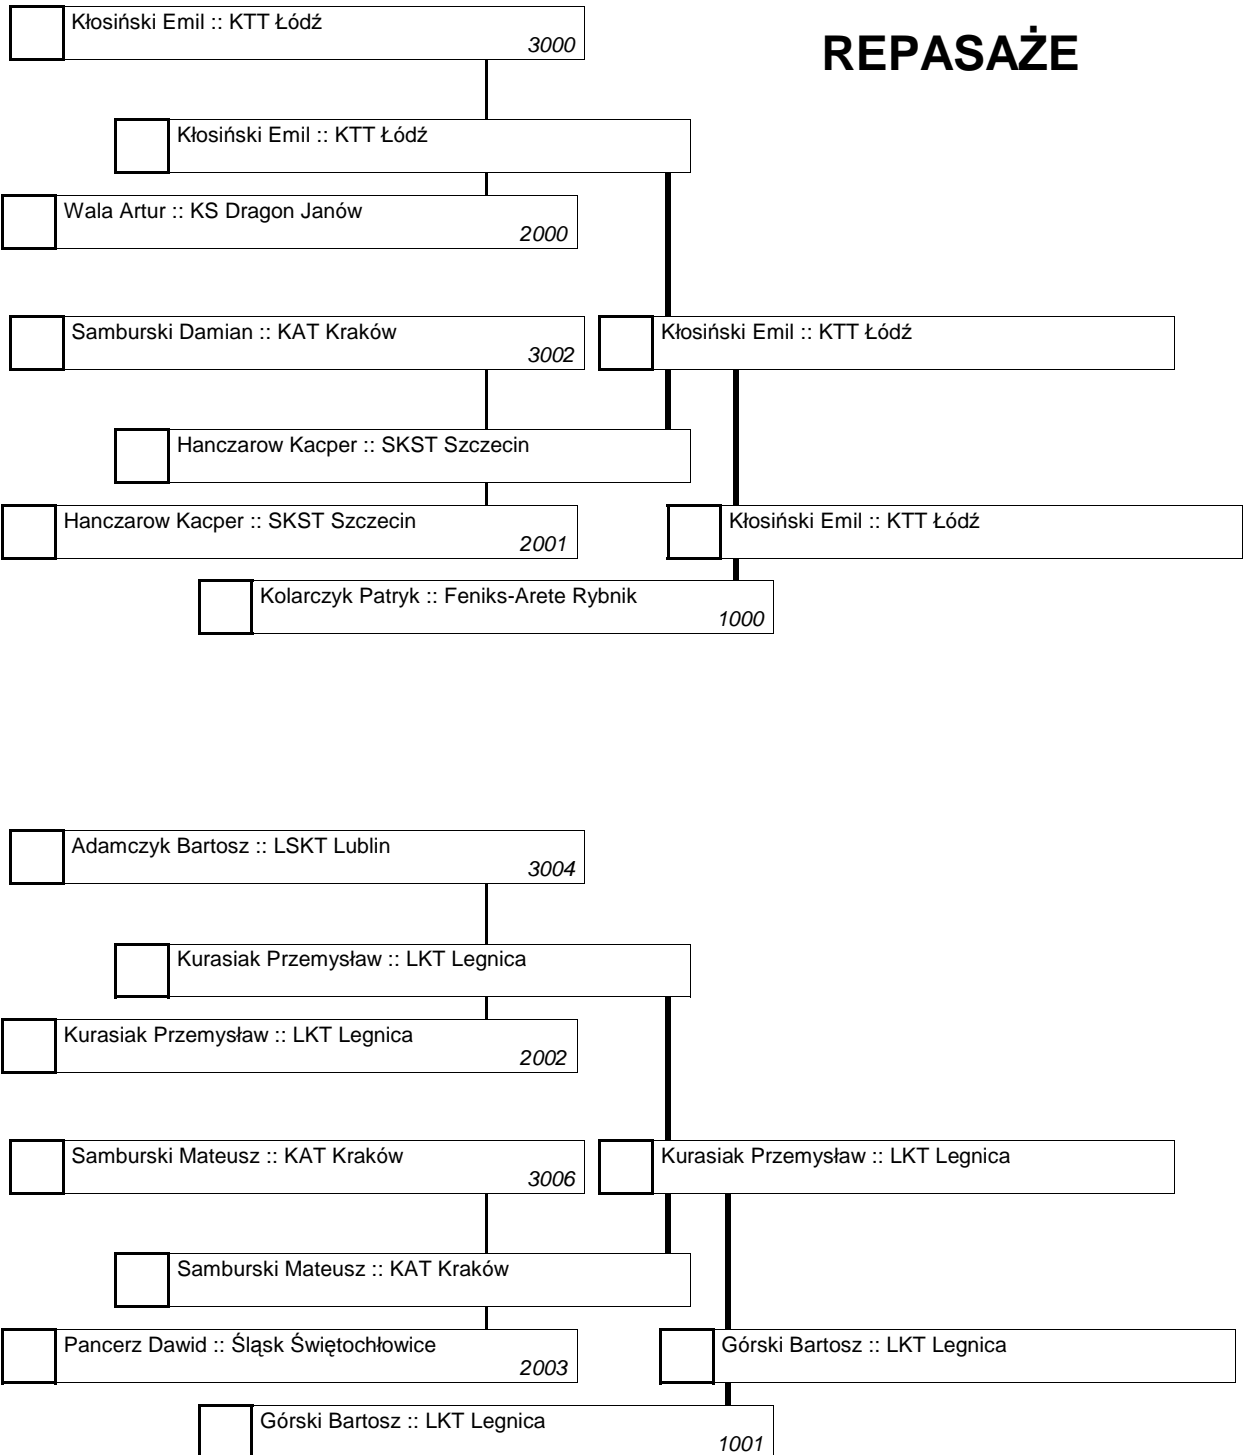 Kłosiński Emil :: KTT Łódź
3000
REPASAŻE
Kłosiński Emil :: KTT Łódź
Wala Artur :: KS Dragon Janów
2000
Samburski Damian :: KAT Kraków
3002
Kłosiński Emil :: KTT Łódź
Hanczarow Kacper :: SKST Szczecin
Hanczarow Kacper :: SKST Szczecin
2001
Kłosiński Emil :: KTT Łódź
Kolarczyk Patryk :: Feniks-Arete Rybnik
1000
Adamczyk Bartosz :: LSKT Lublin
3004
Kurasiak Przemysław :: LKT Legnica
Kurasiak Przemysław :: LKT Legnica
2002
Samburski Mateusz :: KAT Kraków
3006
Kurasiak Przemysław :: LKT Legnica
Samburski Mateusz :: KAT Kraków
Pancerz Dawid :: Śląsk Świętochłowice
2003
Górski Bartosz :: LKT Legnica
Górski Bartosz :: LKT Legnica
1001